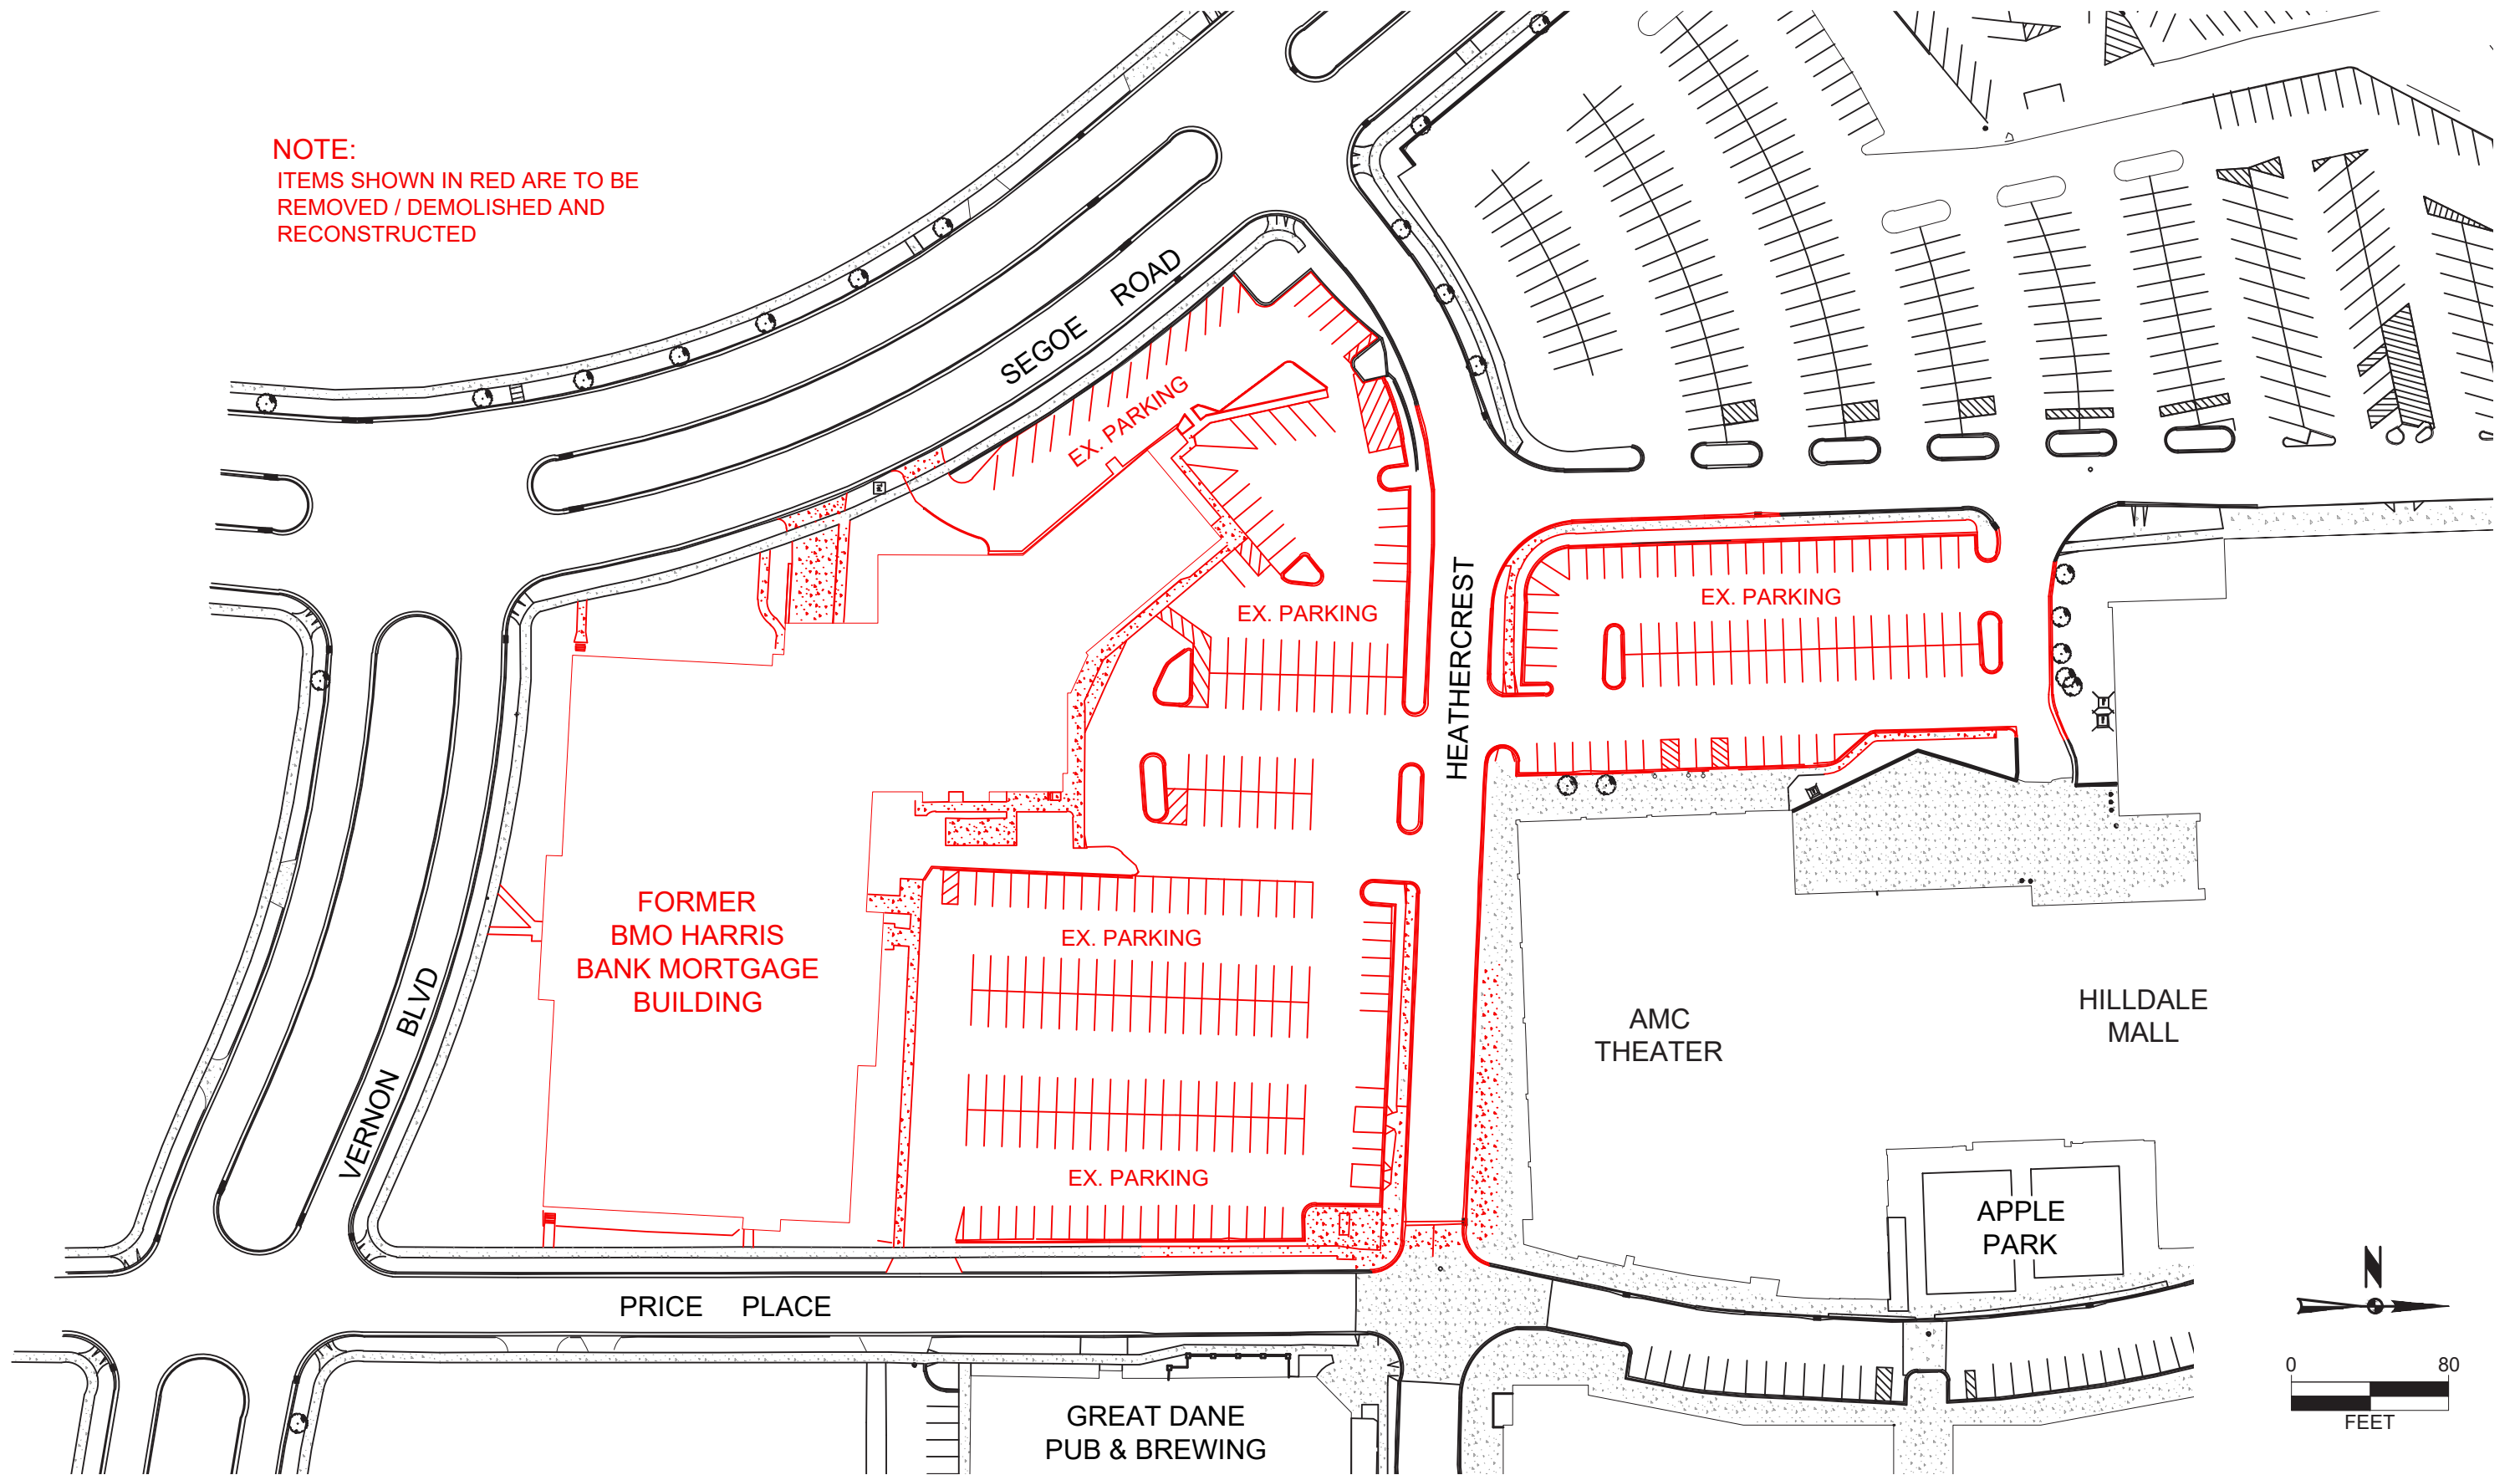 NOTE:
ITEMS SHOWN IN RED ARE TO BE
REMOVED / DEMOLISHED AND
RECONSTRUCTED
SEGOE ROAD
EX. PARKING
EX. PARKING
EX. PARKING
HEATHERCREST
FORMER
BMO HARRIS
BANK MORTGAGE
BUILDING
EX. PARKING
VERNON BLVD
AMC
THEATER
HILLDALE
MALL
EX. PARKING
APPLE
PARK
PRICE PLACE
GREAT DANE
PUB & BREWING
N
0 80
FEET